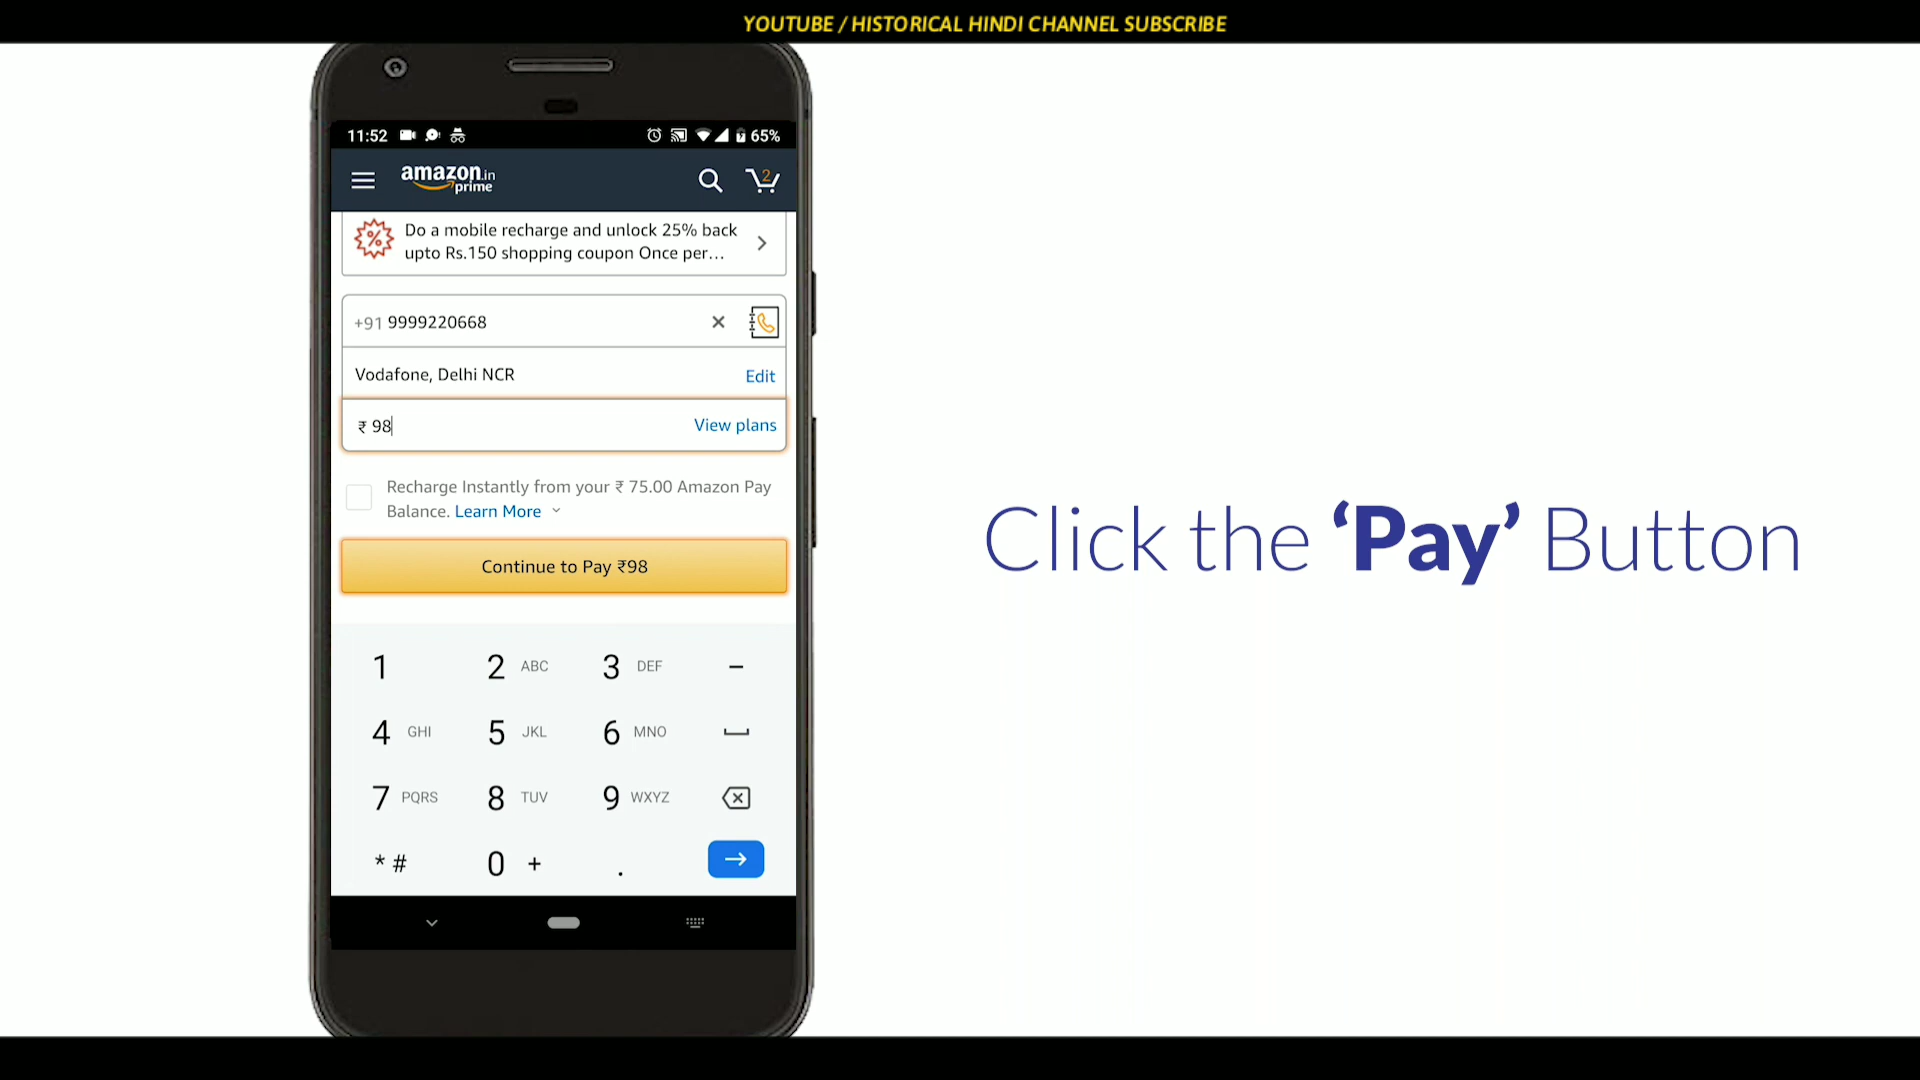 YOUTUBE / HISTORICAL HINDI CHANNEL SUBSCRIBE
11:52
65%
amazon.in
prime
2
Do a mobile recharge and unlock 25% back
upto Rs.150 shopping coupon Once per...
+91 9999220668
Vodafone, Delhi NCR
Edit
₹ 98
View plans
Recharge Instantly from your ₹ 75.00 Amazon Pay
Balance. Learn More
Continue to Pay ₹98
Click the ‘Pay’ Button
1
2 ABC
3 DEF
–
4 GHI
5 JKL
6 MNO
7 PQRS
8 TUV
9 WXYZ
* #
0 +
.